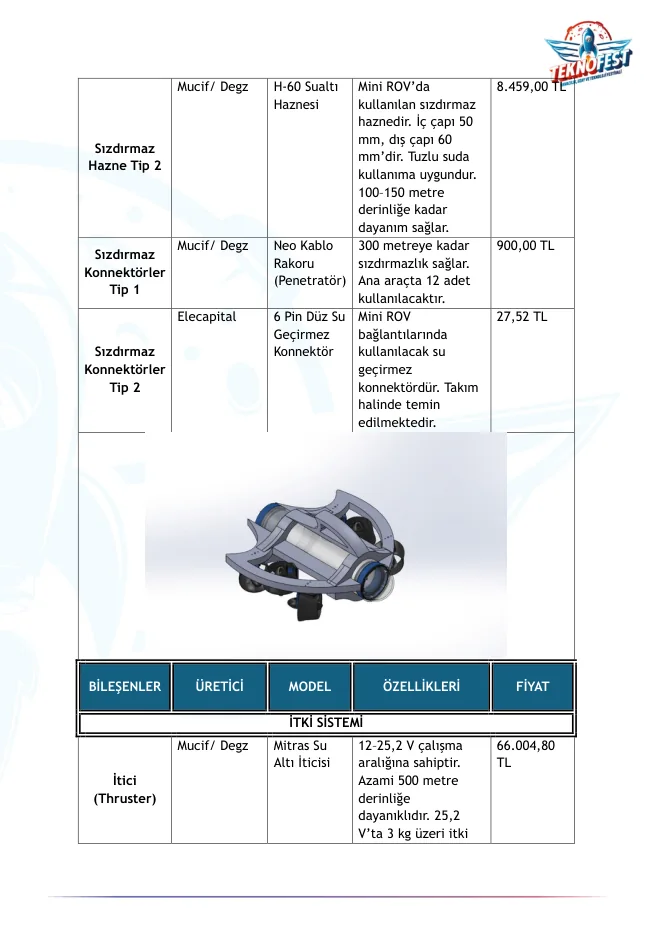 TEKNOFEST
HAVACILIK, UZAY VE TEKNOLOJİ FESTİVALİ
Mucif/ Degz
H-60 Sualtı
Haznesi
Mini ROV’da
kullanılan sızdırmaz
haznedir. İç çapı 50
mm, dış çapı 60
mm’dir. Tuzlu suda
kullanıma uygundur.
100-150 metre
derinliğe kadar
dayanım sağlar.
8.459,00 TL
Sızdırmaz
Hazne Tip 2
Sızdırmaz
Konnektörler
Tip 1
Mucif/ Degz
Neo Kablo
Rakoru
(Penetratör)
300 metreye kadar
sızdırmazlık sağlar.
Ana araçta 12 adet
kullanılacaktır.
900,00 TL
Sızdırmaz
Konnektörler
Tip 2
Elecapital
6 Pin Düz Su
Geçirmez
Konnektör
Mini ROV
bağlantılarında
kullanılacak su
geçirmez
konnektördür. Takım
halinde temin
edilmektedir.
27,52 TL
BİLEŞENLER
ÜRETİCİ
MODEL
ÖZELLİKLERİ
FİYAT
İTKİ SİSTEMİ
İtici
(Thruster)
Mucif/ Degz
Mitras Su
Altı İticisi
12-25,2 V çalışma
aralığına sahiptir.
Azami 500 metre
derinliğe
dayanıklıdır. 25,2
V’ta 3 kg üzeri itki
66.004,80
TL